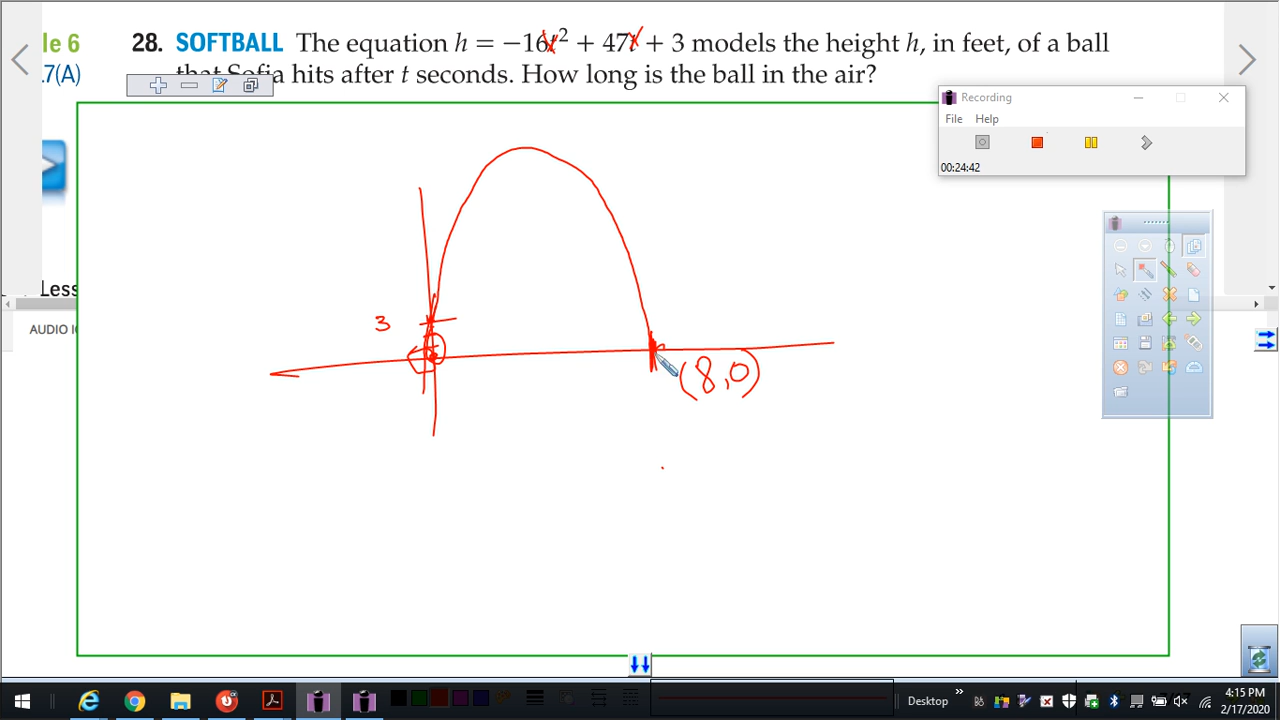 le 6
28. SOFTBALL The equation h = −16t² + 47t + 3 models the height h, in feet, of a ball
x x
7(A)
that Sofia hits after t seconds. How long is the ball in the air?
Recording
File Help
00:24:42
3
(8,0)
Less
AUDIO
Desktop
4:15 PM
2/17/2020